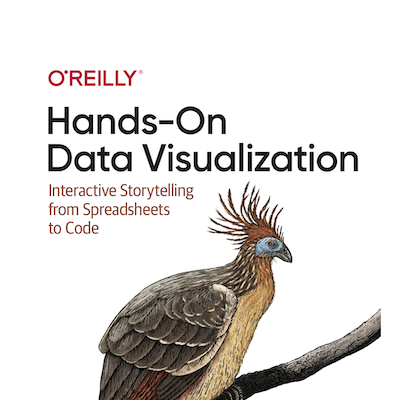 O'REILLY®
Hands-On
Data Visualization
Interactive Storytelling
from Spreadsheets
to Code